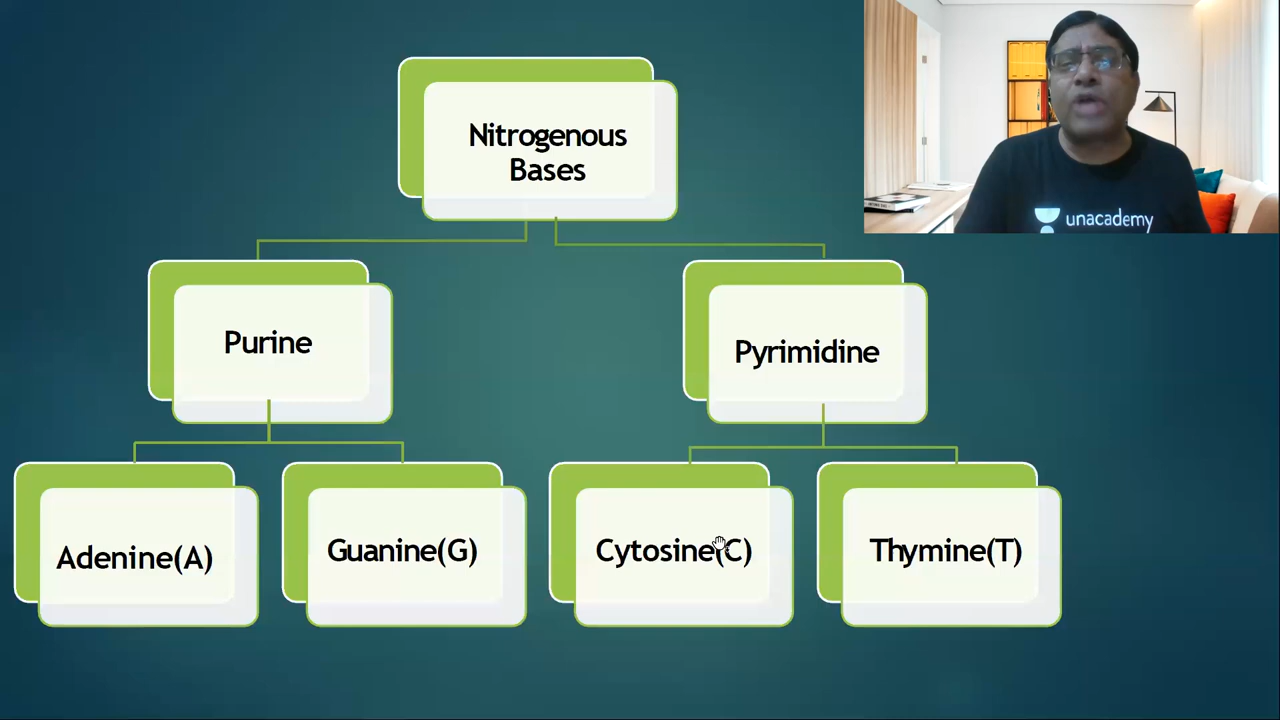 Nitrogenous
Bases
unacademy
Purine
Pyrimidine
Adenine(A)
Guanine(G)
Cytosine(C)
Thymine(T)